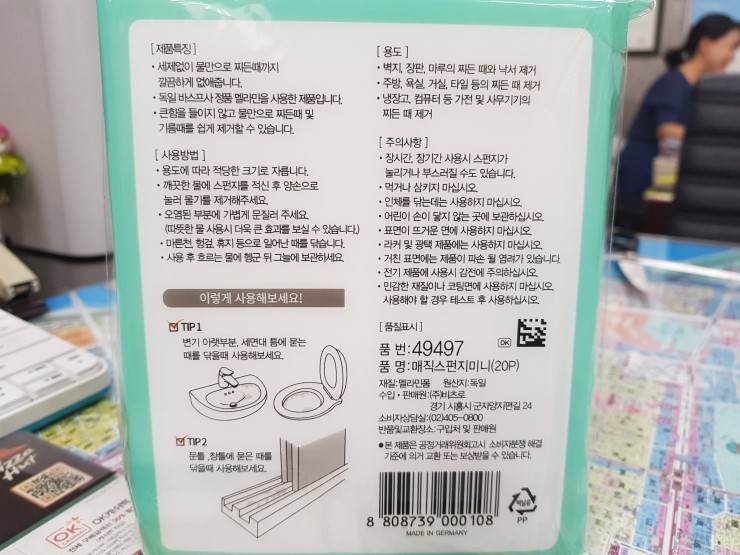 [ 제품특징 ]
• 세제없이 물만으로 찌든때까지
깔끔하게 없애줍니다.
• 독일 바스프사 정품 멜라민을 사용한 제품입니다.
• 큰힘을 들이지 않고 물만으로 찌든때 및
기름때를 쉽게 제거할 수 있습니다.
[ 사용방법 ]
• 용도에 따라 적당한 크기로 자릅니다.
• 깨끗한 물에 스펀지를 적신 후 양손으로
눌러 물기를 제거해주세요.
• 오염된 부분에 가볍게 문질러 주세요.
(따뜻한 물 사용시 더욱 큰 효과를 보실 수 있습니다.)
• 마른천, 헝겊, 휴지 등으로 일어난 때를 닦습니다.
• 사용 후 흐르는 물에 헹군 뒤 그늘에 보관하세요.
이렇게 사용해보세요!
TIP1
변기 아랫부분, 세면대 틈에 묻는
때를 닦을때 사용해보세요.
TIP2
문틀 ,창틀에 묻은 때를
닦을때 사용해보세요.
[ 용도 ]
• 벽지, 장판, 마루의 찌든 때와 낙서 제거
• 주방, 욕실, 거실, 타일 등의 찌든 때 제거
• 냉장고, 컴퓨터 등 가전 및 사무기기의
찌든 때 제거
[ 주의사항 ]
• 장시간, 장기간 사용시 스펀지가
눌리거나 부스러질 수도 있습니다.
• 먹거나 삼키지 마십시오.
• 인체를 닦는데는 사용하지 마십시오.
• 어린이 손이 닿지 않는 곳에 보관하십시오.
• 표면이 뜨거운 면에 사용하지 마십시오.
• 라커 및 광택 제품에는 사용하지 마십시오.
• 거친 표면에는 제품이 파손 될 염려가 있습니다.
• 전기 제품에 사용시 감전에 주의하십시오.
• 민감한 재질이나 코팅면에 사용하지 마십시오.
사용해야 할 경우 테스트 후 사용하십시오.
[ 품질표시 ]
DK
품 번:49497
품 명:매직스펀지미니(20P)
재질:멜라민폼 원산지:독일
수입 • 판매원:(주)비츠로
경기 시흥시 군자양지편길 24
소비자상담실:(02)405-0800
반품및교환장소:구입처 및 판매원
●본 제품은 공정거래위원회고시 소비자분쟁 해결
기준에 의거 교환 또는 보상받을 수 있습니다.
8 808739 000108
비닐류
PP
MADE IN GERMANY
OK